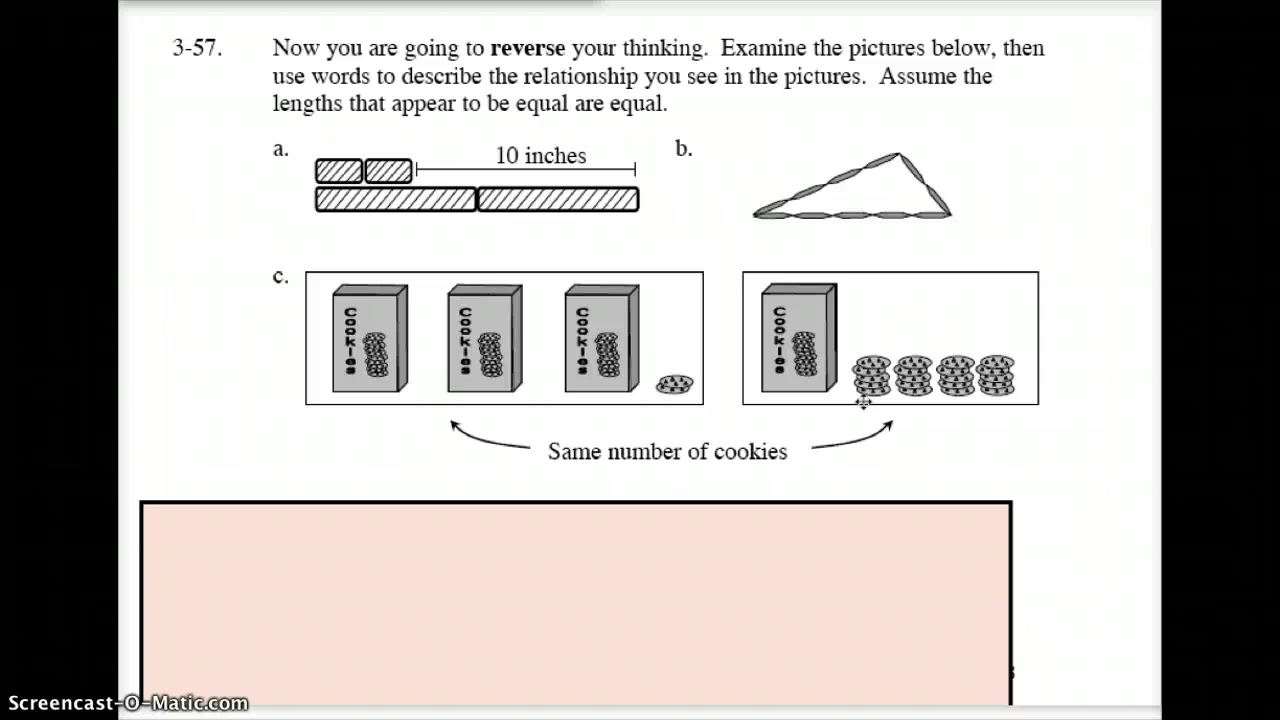 3-57. Now you are going to reverse your thinking. Examine the pictures below, then
use words to describe the relationship you see in the pictures. Assume the
lengths that appear to be equal are equal.
a. 10 inches b.
c.
Cookies Cookies Cookies Cookies
Same number of cookies
Screencast-O-Matic.com